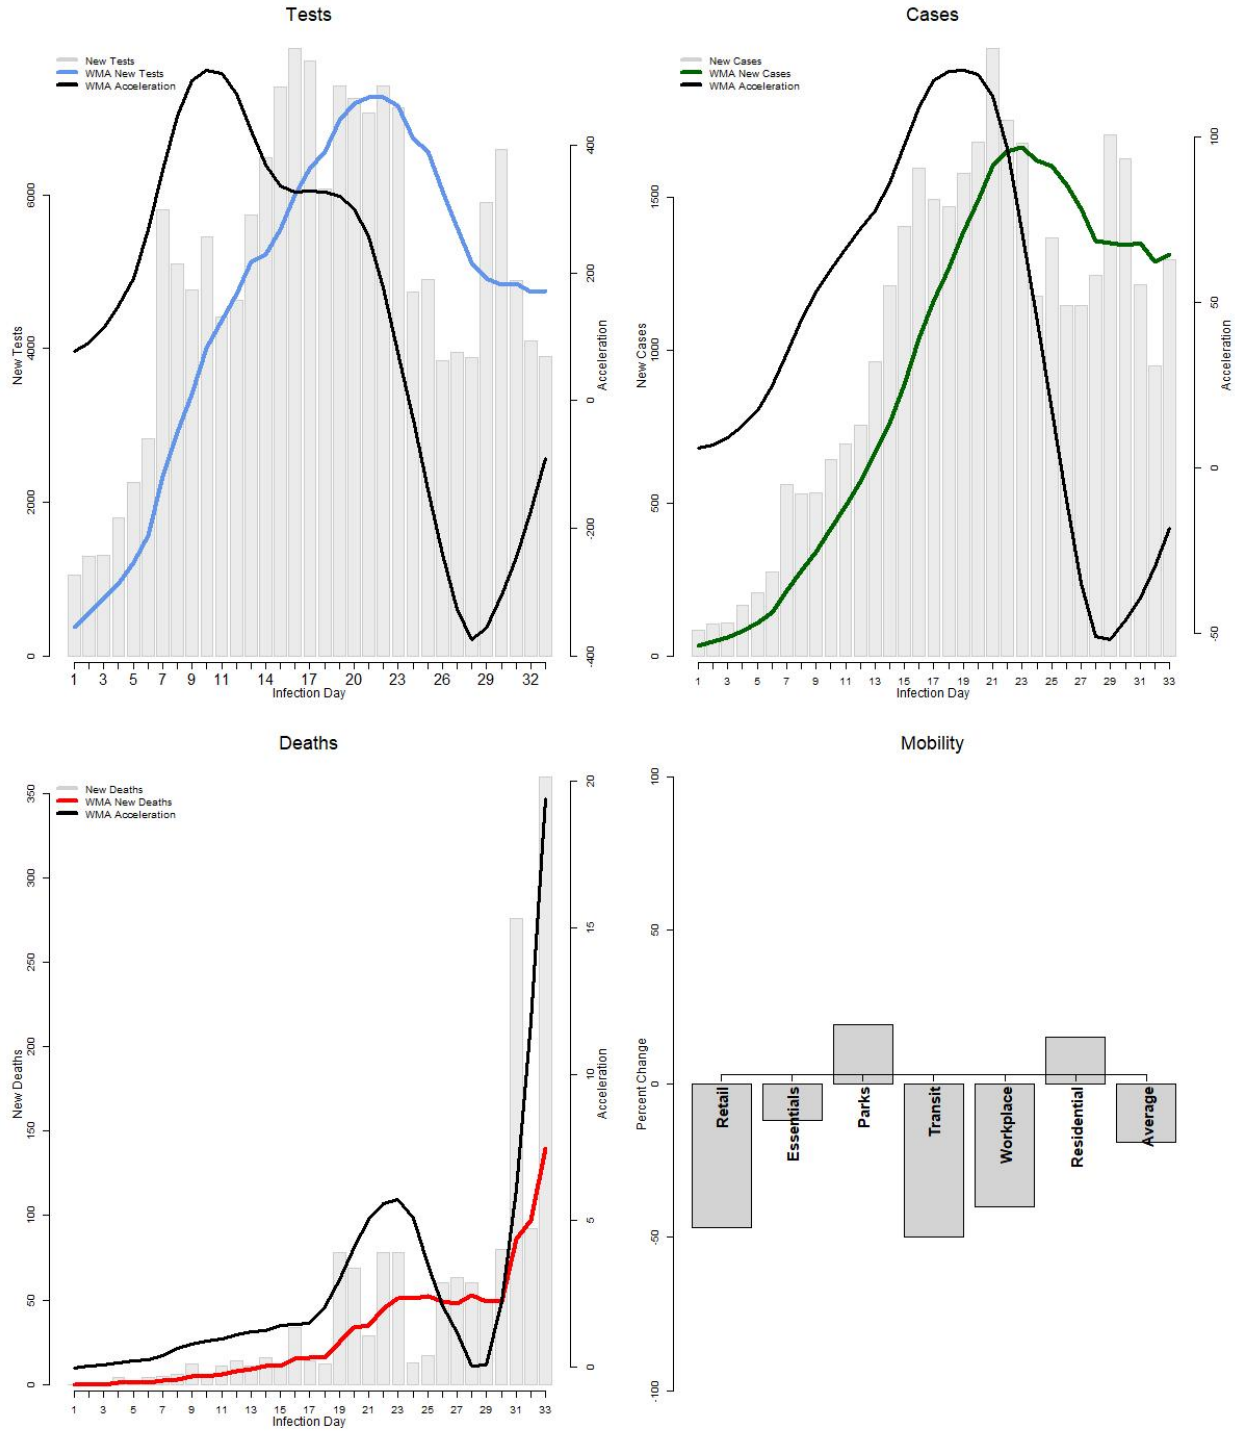 Tests
New Tests
WMA New Tests
WMA Acceleration
New Tests
0
2000
4000
6000
Acceleration
-400
-200
0
200
400
1 3 5 7 9 11 14 17 20 23 26 29 32
Infection Day
Cases
New Cases
WMA New Cases
WMA Acceleration
New Cases
0
500
1000
1500
Acceleration
-50
0
50
100
1 3 5 7 9 11 13 15 17 19 21 23 25 27 29 31 33
Infection Day
Deaths
New Deaths
WMA New Deaths
WMA Acceleration
New Deaths
0
50
100
150
200
250
300
350
Acceleration
0
5
10
15
20
1 3 5 7 9 11 13 15 17 19 21 23 25 27 29 31 33
Infection Day
Mobility
Percent Change
-100
-50
0
50
100
Retail
Essentials
Parks
Transit
Workplace
Residential
Average